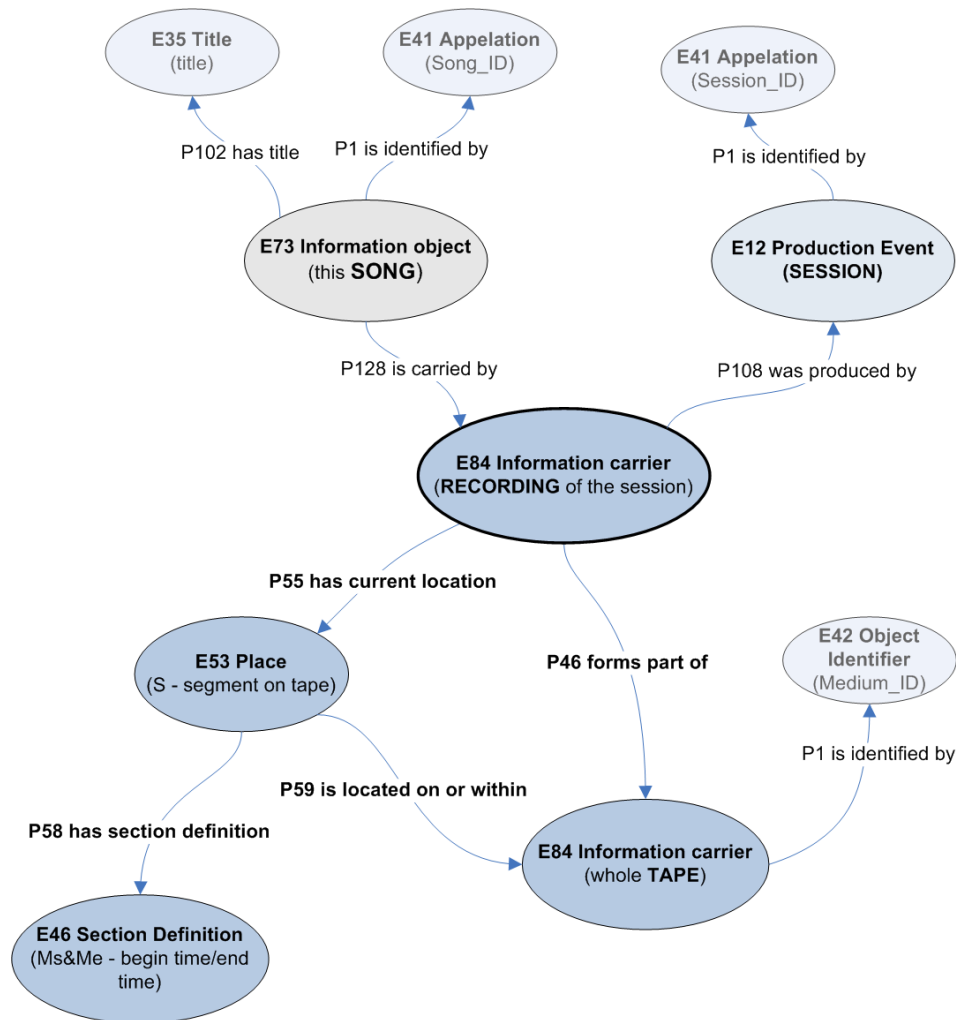 E35 Title
(title)
E41 Appelation
(Song_ID)
E41 Appelation
(Session_ID)
P102 has title
P1 is identified by
P1 is identified by
E73 Information object
(this SONG)
E12 Production Event
(SESSION)
P128 is carried by
P108 was produced by
E84 Information carrier
(RECORDING of the session)
P55 has current location
E53 Place
(S - segment on tape)
P46 forms part of
E42 Object
Identifier
(Medium_ID)
P1 is identified by
P59 is located on or within
P58 has section definition
E84 Information carrier
(whole TAPE)
E46 Section Definition
(Ms&Me - begin time/end
time)